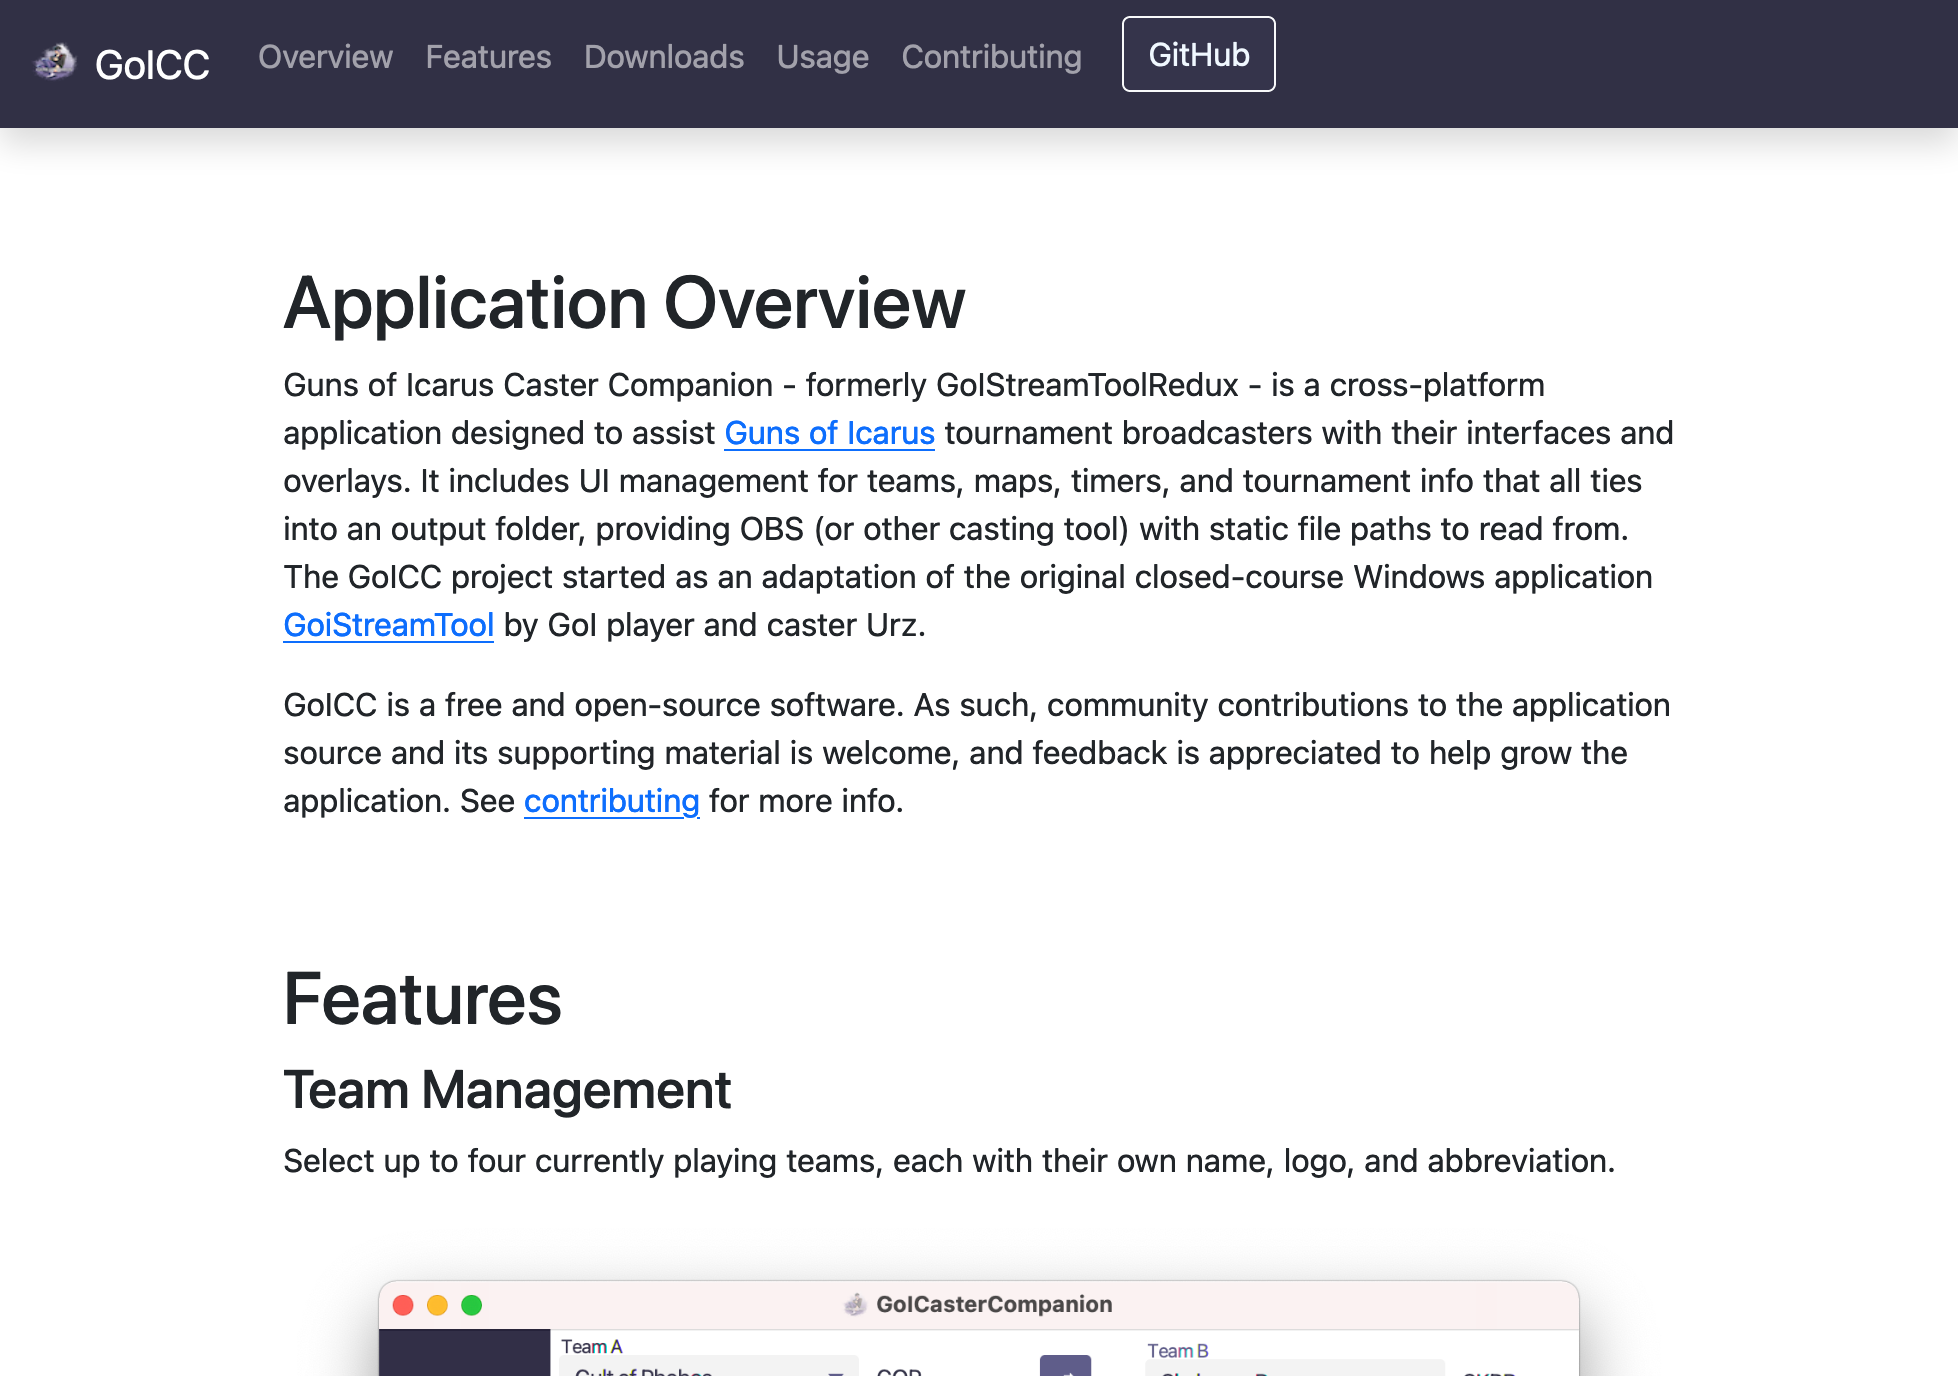 GoICC Overview Features Downloads Usage Contributing GitHub
Application Overview
Guns of Icarus Caster Companion - formerly GoIStreamToolRedux - is a cross-platform
application designed to assist Guns of Icarus tournament broadcasters with their interfaces and
overlays. It includes UI management for teams, maps, timers, and tournament info that all ties
into an output folder, providing OBS (or other casting tool) with static file paths to read from.
The GoICC project started as an adaptation of the original closed-course Windows application
GoiStreamTool by GoI player and caster Urz.
GoICC is a free and open-source software. As such, community contributions to the application
source and its supporting material is welcome, and feedback is appreciated to help grow the
application. See contributing for more info.
Features
Team Management
Select up to four currently playing teams, each with their own name, logo, and abbreviation.
GoICasterCompanion
Team A Team B
Cult of Phobos